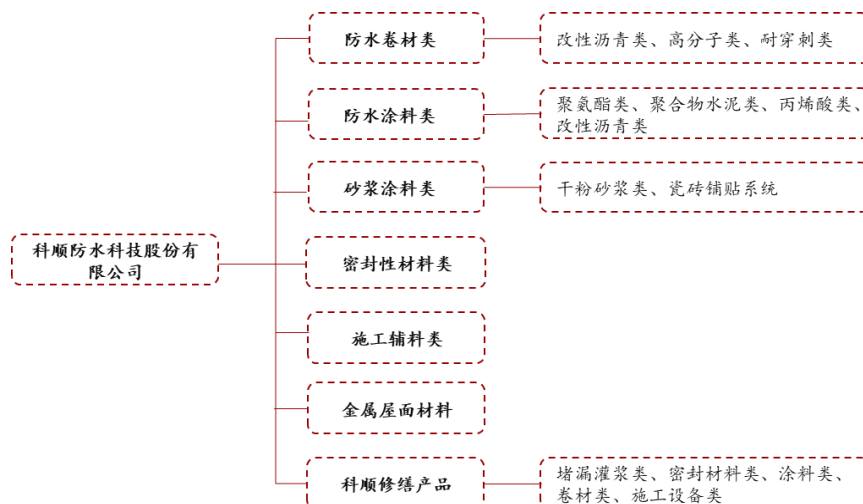 防水卷材类
改性沥青类、高分子类、耐穿刺类
防水涂料类
聚氨酯类、聚合物水泥类、丙烯酸类、
改性沥青类
砂浆涂料类
干粉砂浆类、瓷砖铺贴系统
科顺防水科技股份有
限公司
密封性材料类
施工辅料类
金属屋面材料
科顺修缮产品
堵漏灌浆类、密封材料类、涂料类、
卷材类、施工设备类